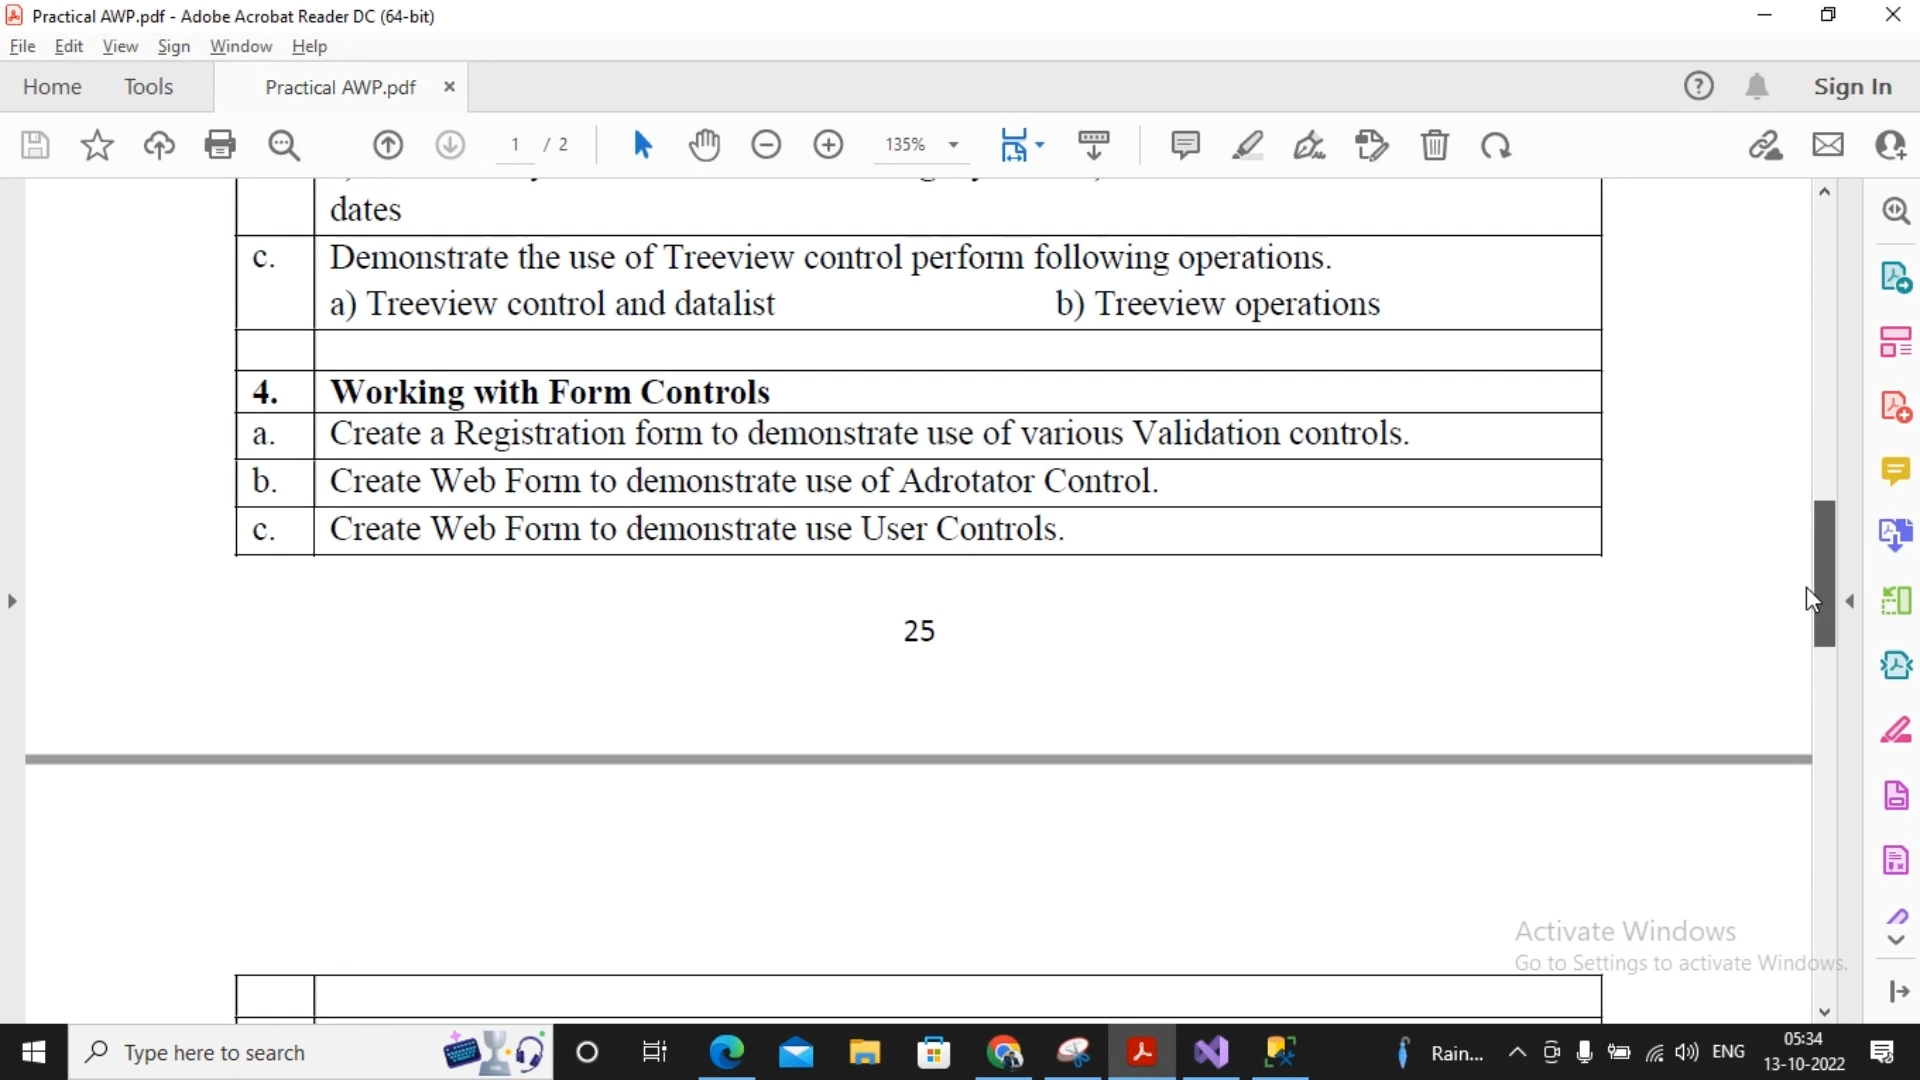 Practical AWP.pdf - Adobe Acrobat Reader DC (64-bit)
File Edit View Sign Window Help
Home Tools Practical AWP.pdf × Sign In
1 / 2 135%
dates
c. Demonstrate the use of Treeview control perform following operations.
a) Treeview control and datalist b) Treeview operations
4. Working with Form Controls
a. Create a Registration form to demonstrate use of various Validation controls.
b. Create Web Form to demonstrate use of Adrotator Control.
c. Create Web Form to demonstrate use User Controls.
25
Activate Windows
Go to Settings to activate Windows.
Type here to search Rain... ENG 05:34
13-10-2022